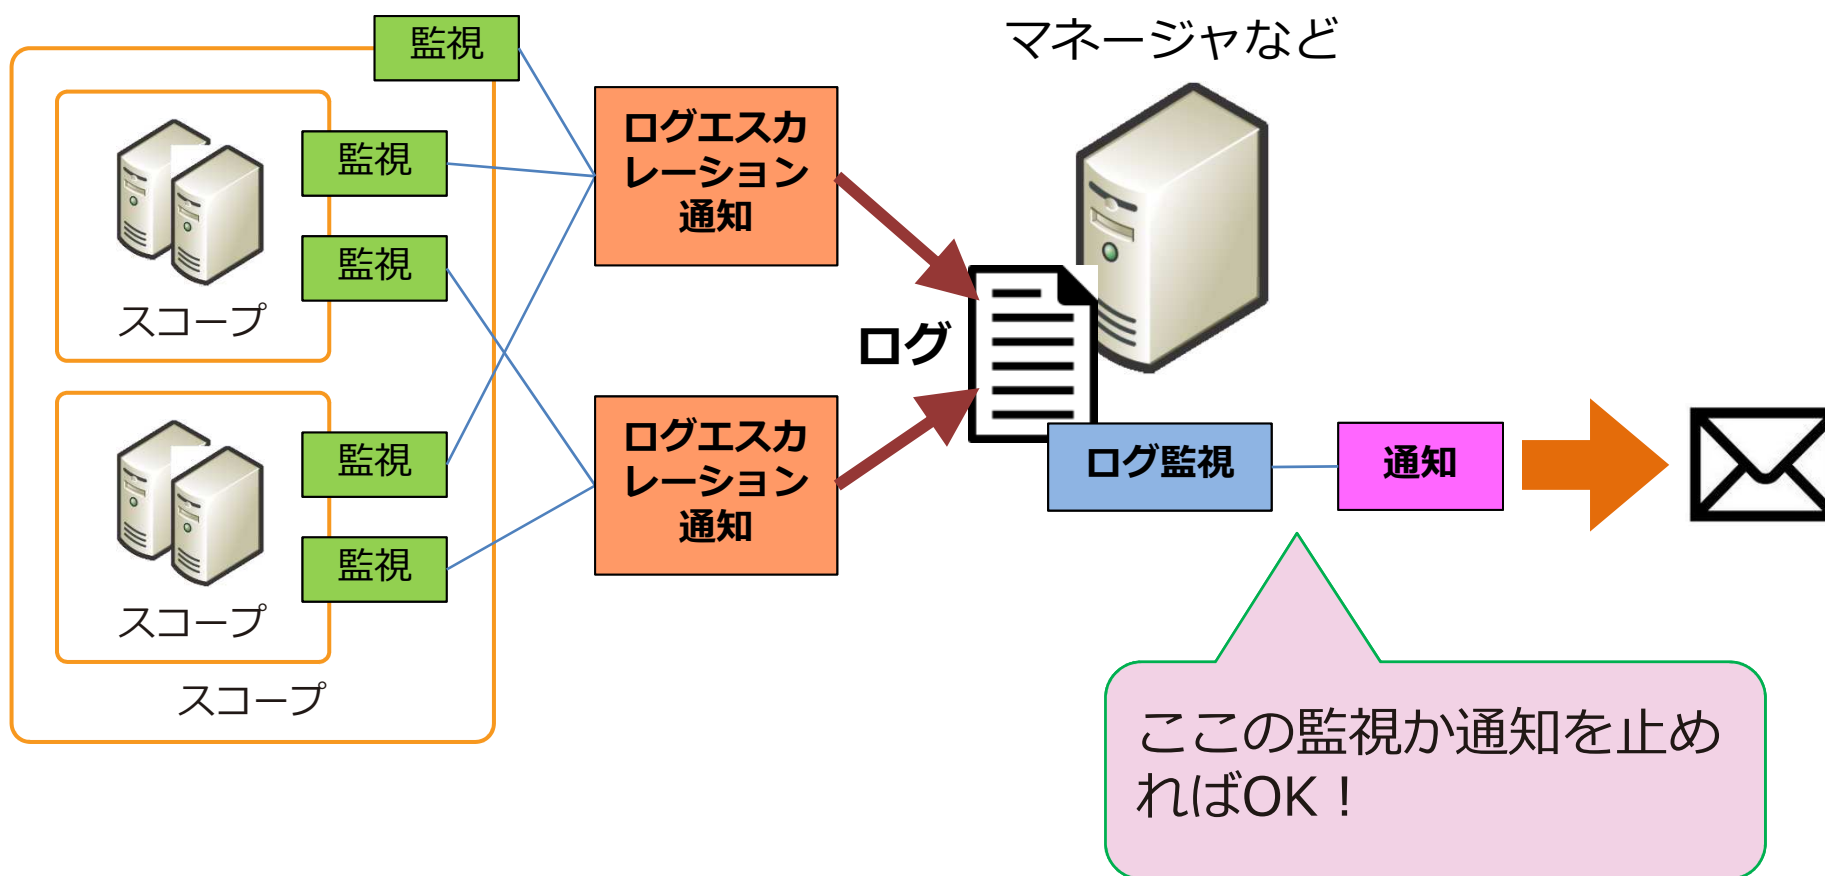 監視
マネージャなど
監視
監視
スコープ
監視
監視
スコープ
スコープ
ログエスカ
レーション
通知
ログエスカ
レーション
通知
ログ
ログ監視
通知
ここの監視か通知を止め
ればOK！